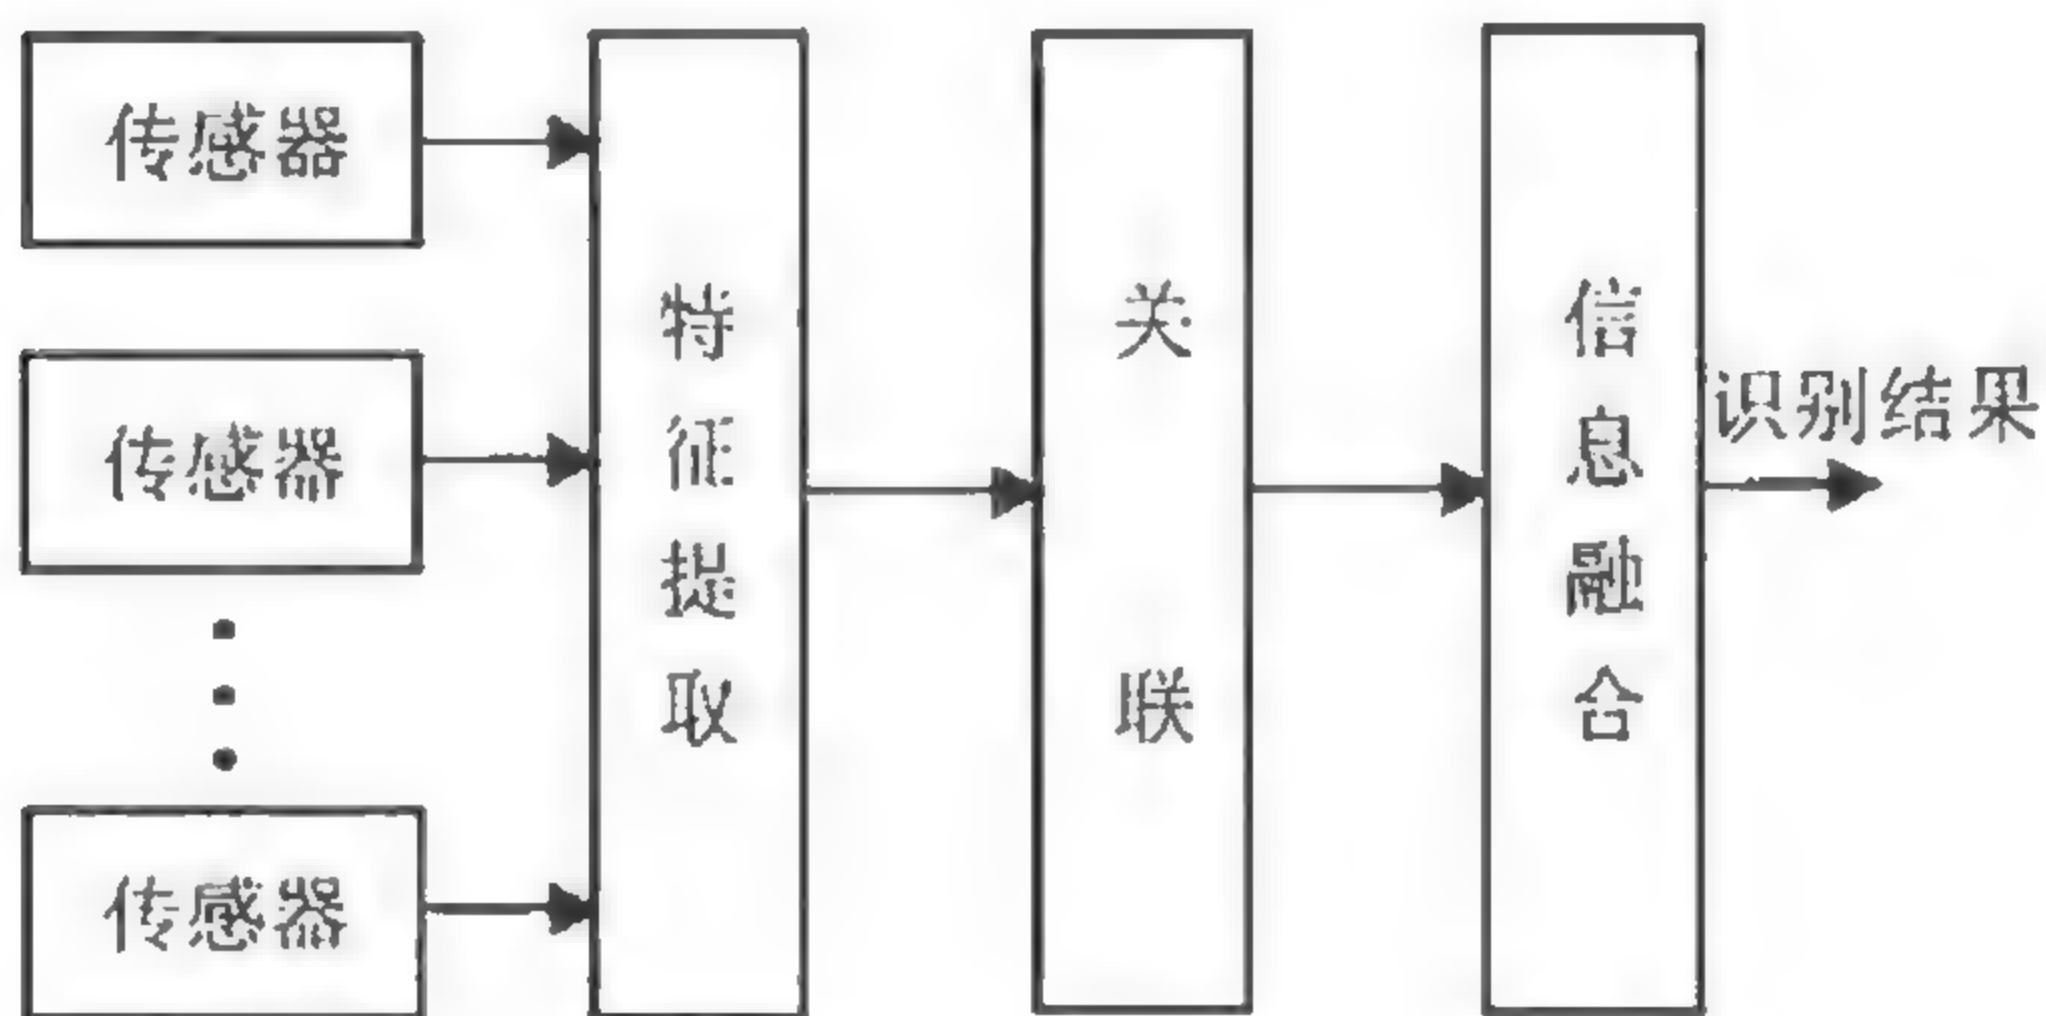 传感器
传感器
传感器
特征提取
关联
信息融合
识别结果